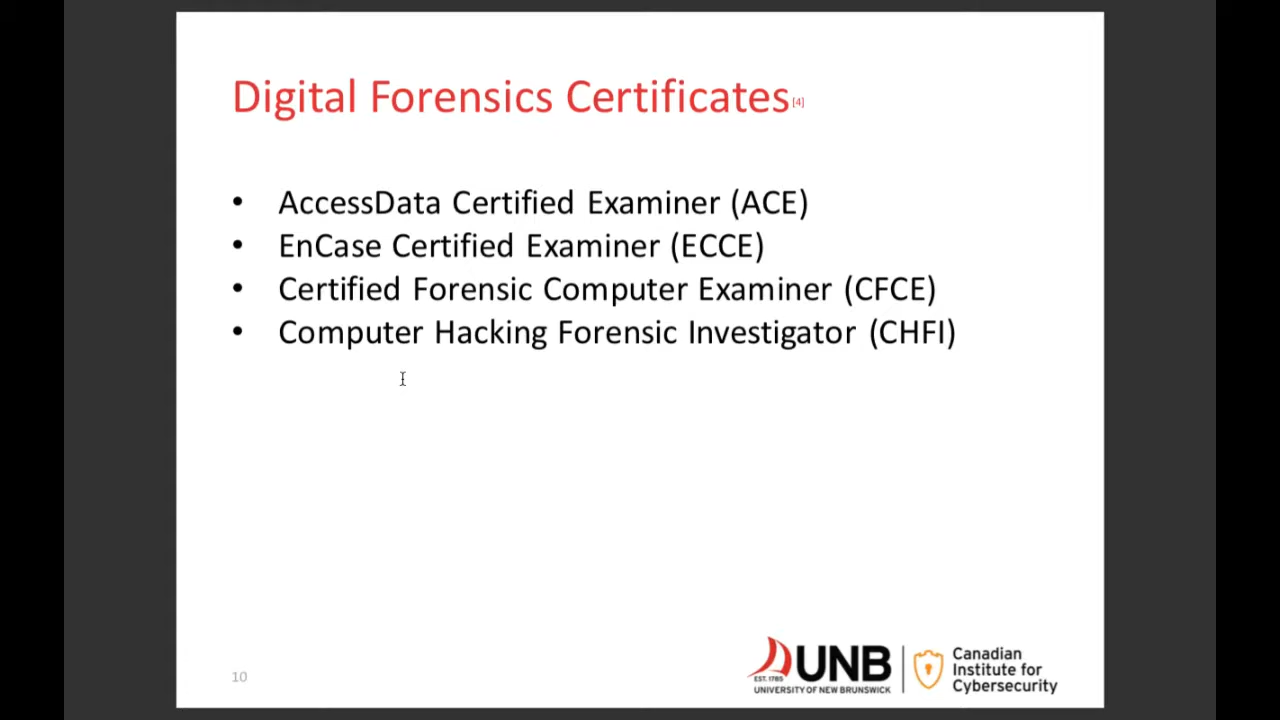 Digital Forensics Certificates[4]
• AccessData Certified Examiner (ACE)
• EnCase Certified Examiner (ECCE)
• Certified Forensic Computer Examiner (CFCE)
• Computer Hacking Forensic Investigator (CHFI)
10
EST. 1785
UNB
UNIVERSITY OF NEW BRUNSWICK
Canadian
Institute for
Cybersecurity